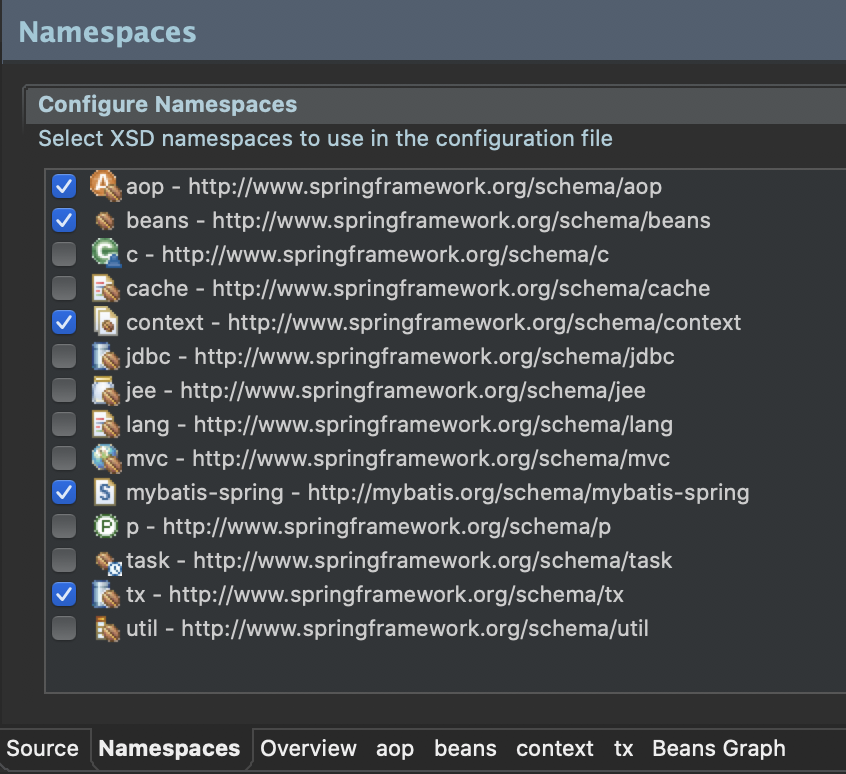 Namespaces
Configure Namespaces
Select XSD namespaces to use in the configuration file
aop - http://www.springframework.org/schema/aop
beans - http://www.springframework.org/schema/beans
c - http://www.springframework.org/schema/c
cache - http://www.springframework.org/schema/cache
context - http://www.springframework.org/schema/context
jdbc - http://www.springframework.org/schema/jdbc
jee - http://www.springframework.org/schema/jee
lang - http://www.springframework.org/schema/lang
mvc - http://www.springframework.org/schema/mvc
mybatis-spring - http://mybatis.org/schema/mybatis-spring
p - http://www.springframework.org/schema/p
task - http://www.springframework.org/schema/task
tx - http://www.springframework.org/schema/tx
util - http://www.springframework.org/schema/util
Source Namespaces Overview aop beans context tx Beans Graph